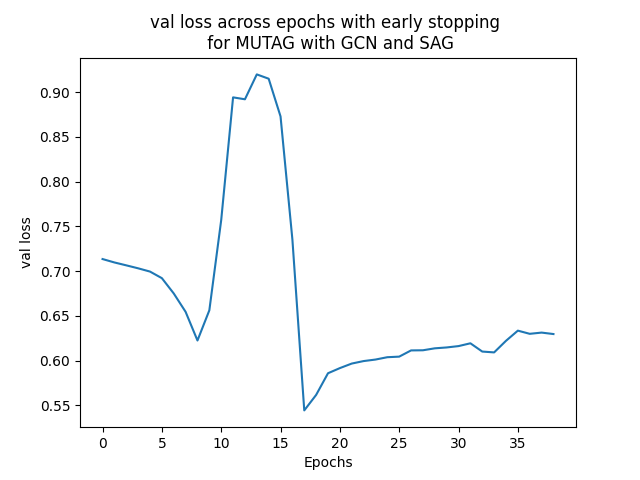 val loss across epochs with early stopping
for MUTAG with GCN and SAG
val loss
0.90
0.85
0.80
0.75
0.70
0.65
0.60
0.55
0 5 10 15 20 25 30 35
Epochs